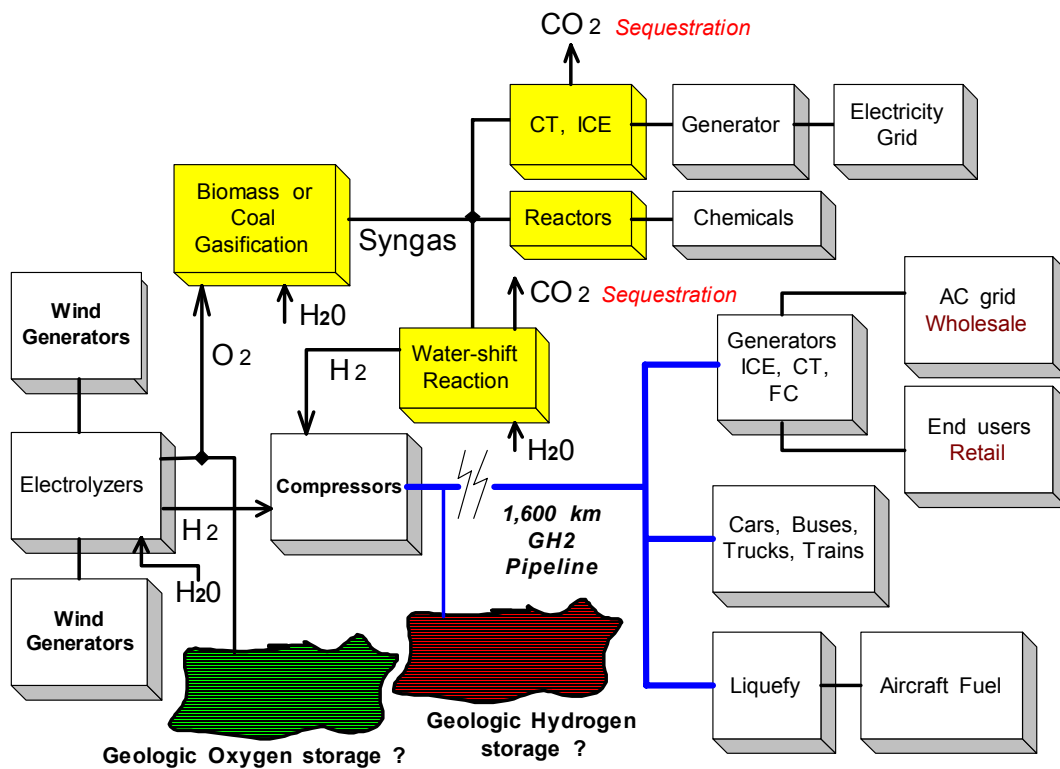 CO 2 Sequestration
CT, ICE
Generator
Electricity
Grid
Biomass or
Coal
Gasification
Syngas
Reactors
Chemicals
CO 2 Sequestration
H20
Wind
Generators
O 2
H 2
Water-shift
Reaction
Generators
ICE, CT,
FC
AC grid
Wholesale
End users
Retail
H20
Electrolyzers
Compressors
H 2
1,600 km
GH2
Pipeline
Cars, Buses,
Trucks, Trains
H20
Wind
Generators
Liquefy
Aircraft Fuel
Geologic Oxygen storage ?
Geologic Hydrogen
storage ?